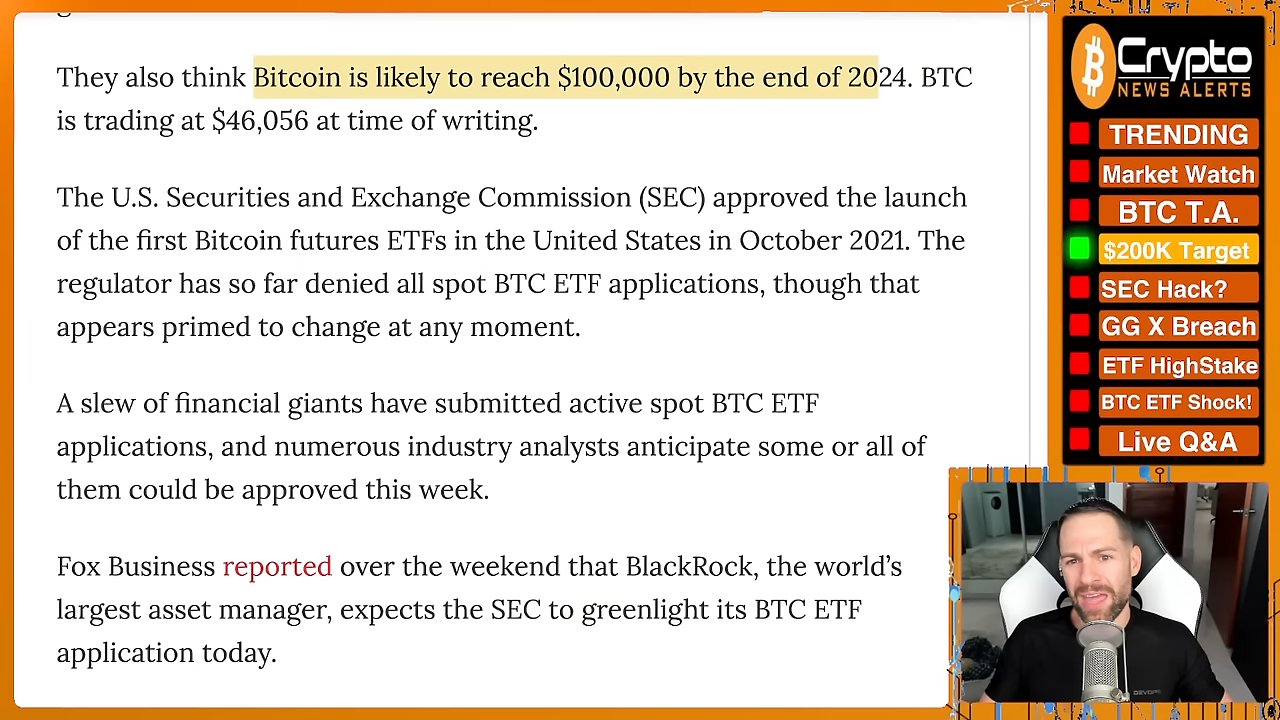 They also think Bitcoin is likely to reach $100,000 by the end of 2024. BTC
is trading at $46,056 at time of writing.
The U.S. Securities and Exchange Commission (SEC) approved the launch
of the first Bitcoin futures ETFs in the United States in October 2021. The
regulator has so far denied all spot BTC ETF applications, though that
appears primed to change at any moment.
A slew of financial giants have submitted active spot BTC ETF
applications, and numerous industry analysts anticipate some or all of
them could be approved this week.
Fox Business reported over the weekend that BlackRock, the world’s
largest asset manager, expects the SEC to greenlight its BTC ETF
application today.
Crypto
NEWS ALERTS
TRENDING
Market Watch
BTC T.A.
$200K Target
SEC Hack?
GG X Breach
ETF HighStake
BTC ETF Shock!
Live Q&A